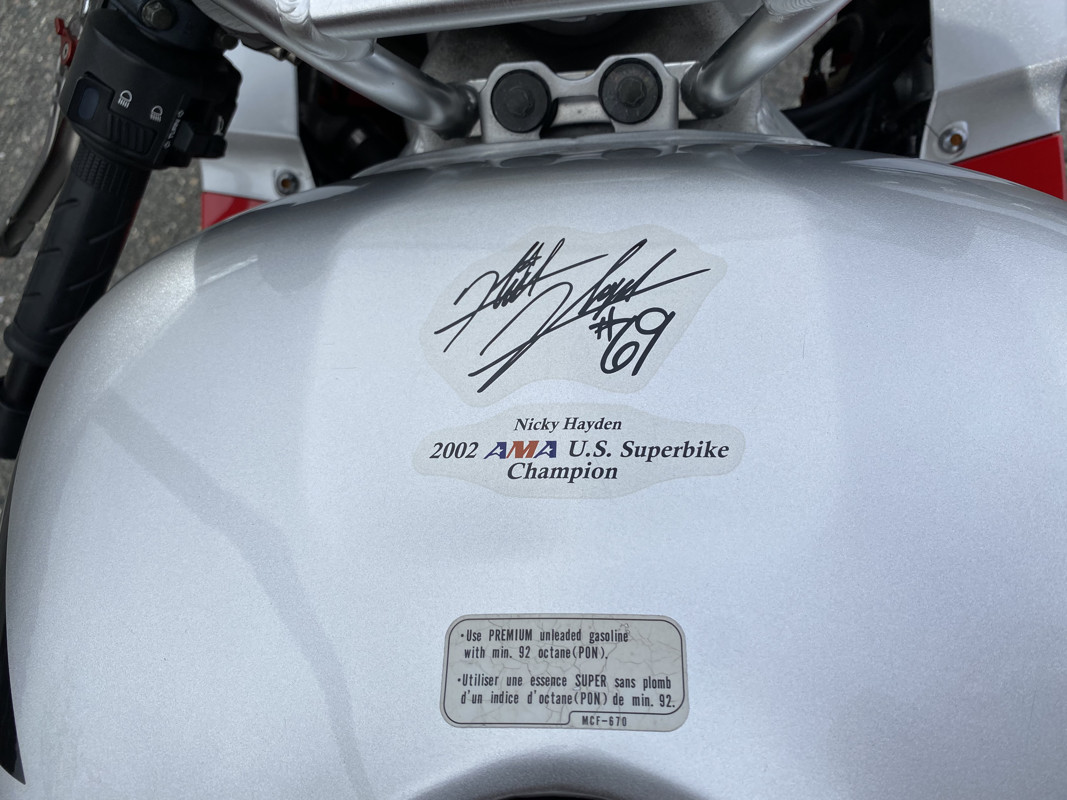 #69
Nicky Hayden
2002 AMA U.S. Superbike
Champion
·Use PREMIUM unleaded gasoline
with min. 92 octane(PON).
·Utiliser une essence SUPER sans plomb
d'un indice d'octane(PON) de min. 92.
MCF-670